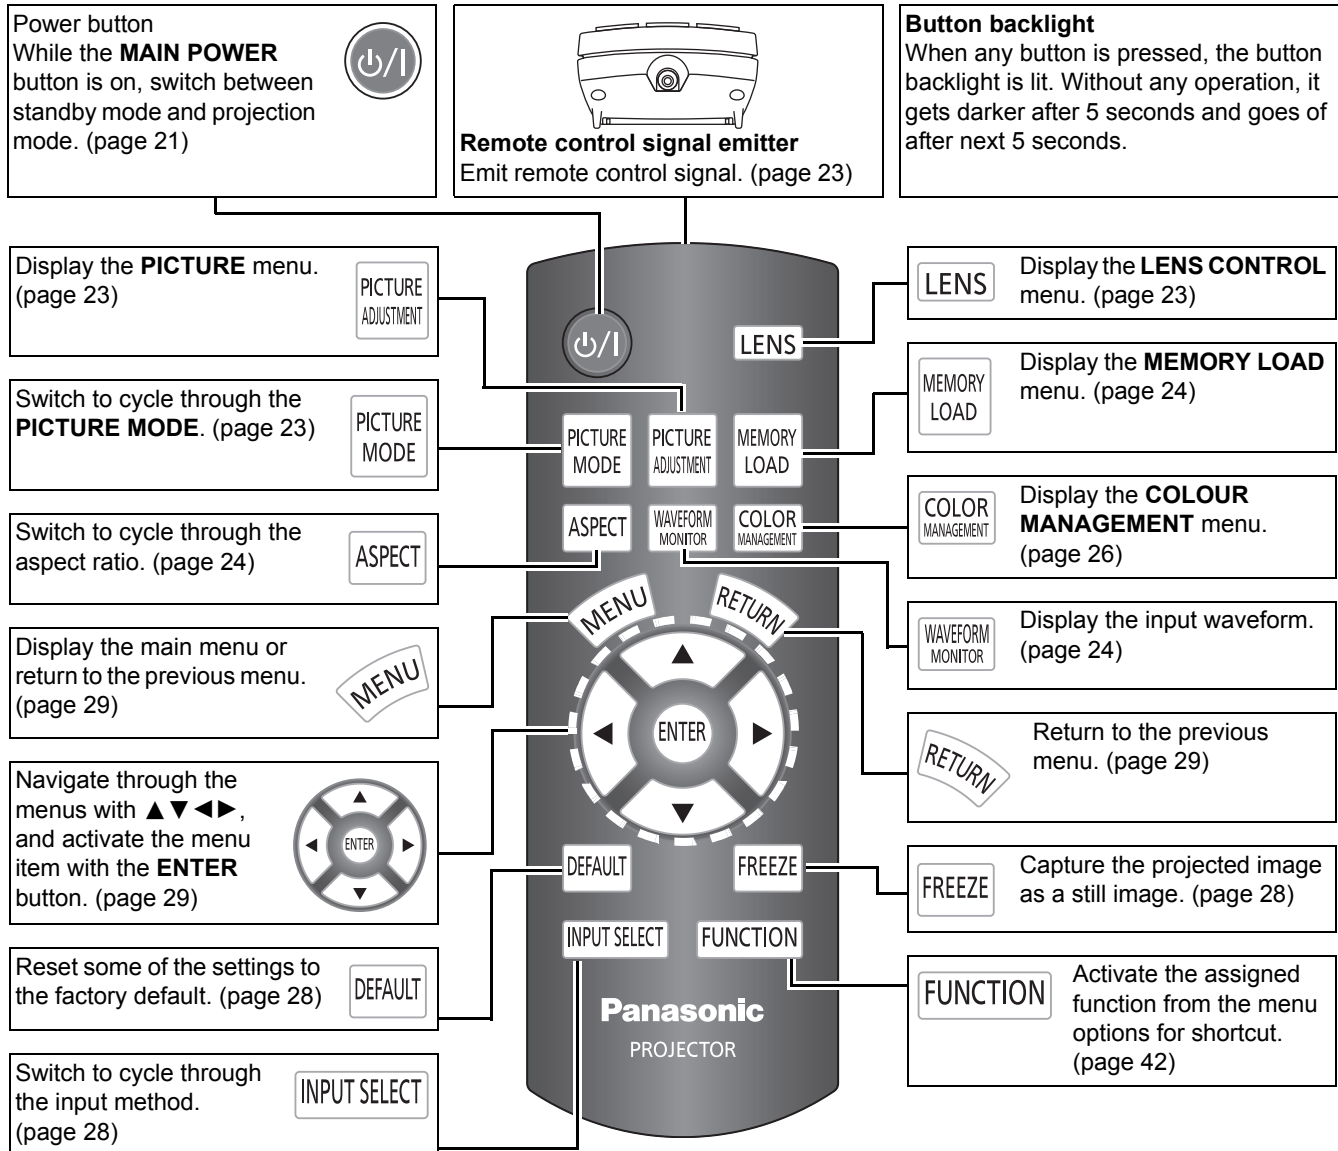 Power button
While the MAIN POWER
button is on, switch between
standby mode and projection
mode. (page 21)
Remote control signal emitter
Emit remote control signal. (page 23)
Button backlight
When any button is pressed, the button
backlight is lit. Without any operation, it
gets darker after 5 seconds and goes of
after next 5 seconds.
Display the PICTURE menu.
(page 23)
PICTURE
ADJUSTMENT
Switch to cycle through the
PICTURE MODE. (page 23)
PICTURE
MODE
Switch to cycle through the
aspect ratio. (page 24)
ASPECT
Display the main menu or
return to the previous menu.
(page 29)
MENU
Navigate through the
menus with ▲▼◀▶,
and activate the menu
item with the ENTER
button. (page 29)
ENTER
Reset some of the settings to
the factory default. (page 28)
DEFAULT
Switch to cycle through
the input method.
(page 28)
INPUT SELECT
LENS
PICTURE
MODE
PICTURE
ADJUSTMENT
MEMORY
LOAD
ASPECT
WAVEFORM
MONITOR
COLOR
MANAGEMENT
MENU
RETURN
ENTER
DEFAULT
FREEZE
INPUT SELECT
FUNCTION
Panasonic
PROJECTOR
LENS
Display the LENS CONTROL
menu. (page 23)
MEMORY
LOAD
Display the MEMORY LOAD
menu. (page 24)
COLOR
MANAGEMENT
Display the COLOUR
MANAGEMENT menu.
(page 26)
WAVEFORM
MONITOR
Display the input waveform.
(page 24)
RETURN
Return to the previous
menu. (page 29)
FREEZE
Capture the projected image
as a still image. (page 28)
FUNCTION
Activate the assigned
function from the menu
options for shortcut.
(page 42)